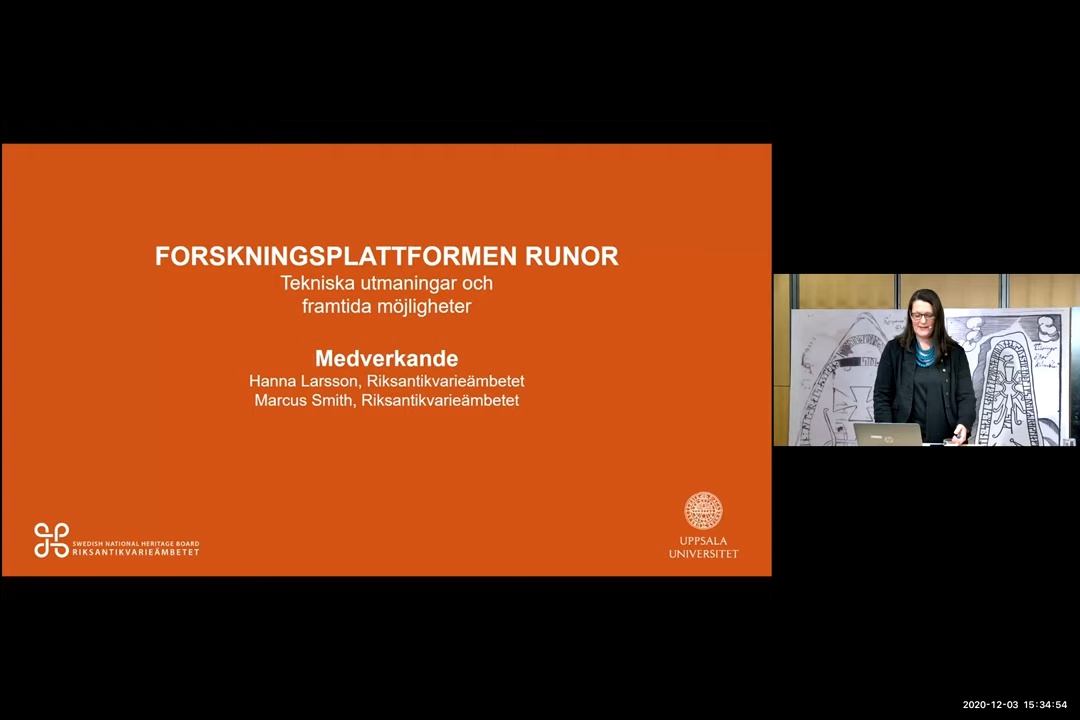 FORSKNINGSPLATTFORMEN RUNOR
Tekniska utmaningar och
framtida möjligheter
Medverkande
Hanna Larsson, Riksantikvarieämbetet
Marcus Smith, Riksantikvarieämbetet
SWEDISH NATIONAL HERITAGE BOARD
RIKSANTIKVARIEÄMBETET
UPPSALA
UNIVERSITET
2020-12-03 15:34:54